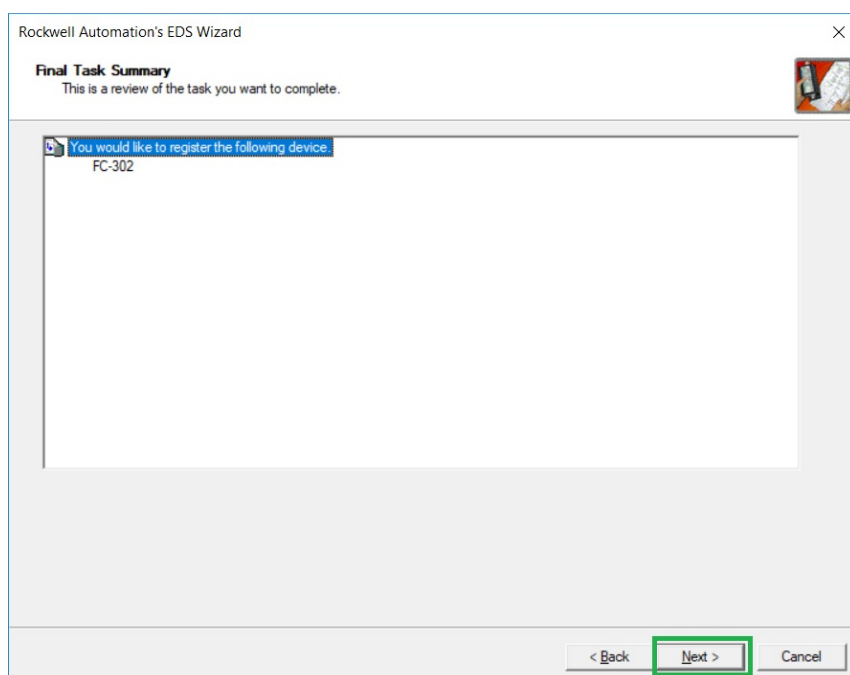 Rockwell Automation's EDS Wizard
Final Task Summary
This is a review of the task you want to complete.
You would like to register the following device.
FC-302
< Back
Next >
Cancel